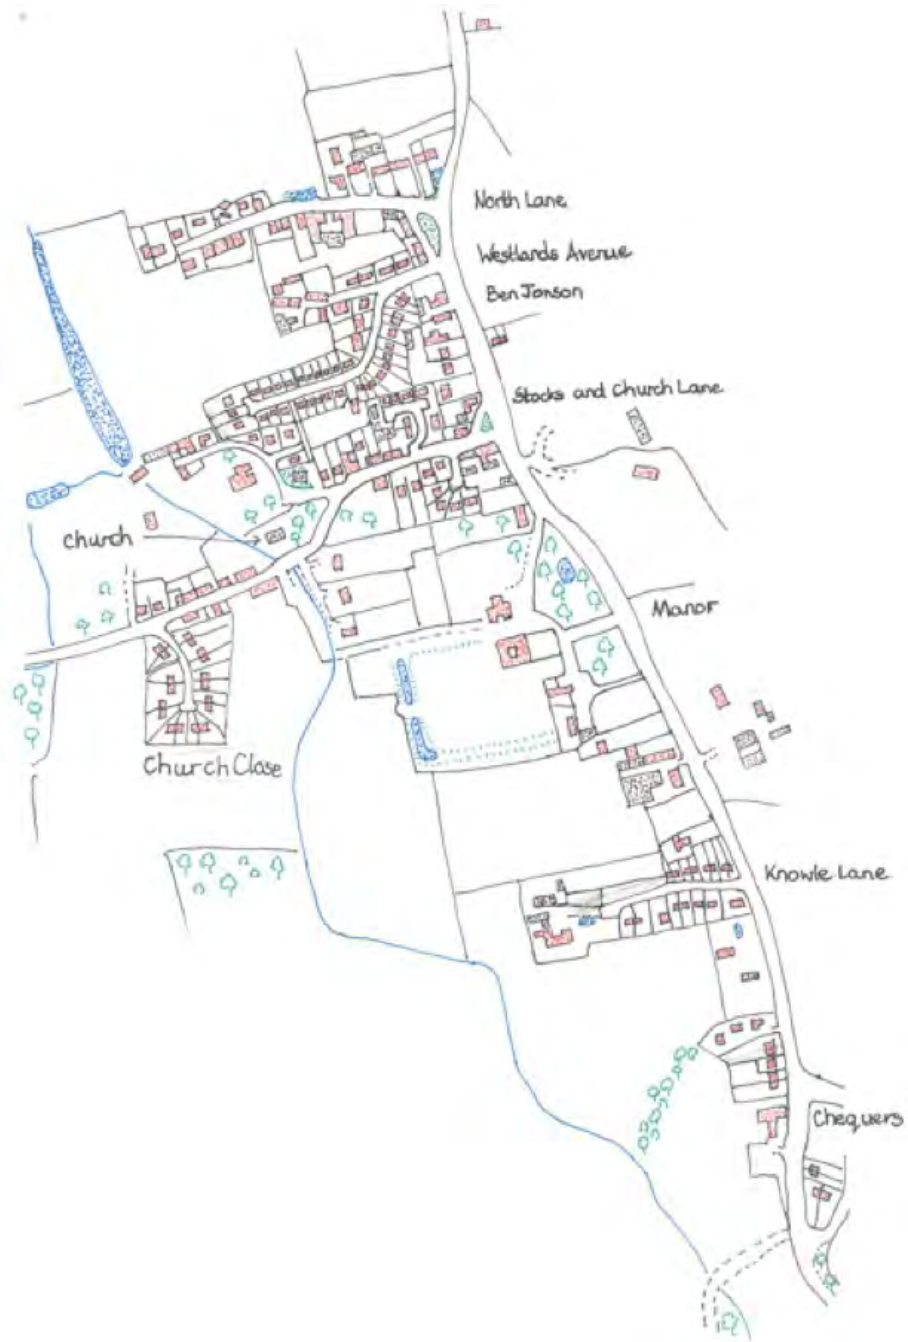 North Lane
Westlands Avenue
Ben Jonson
Stocks and Church Lane
Church
Manor
Church Close
Knowle Lane
Chequers